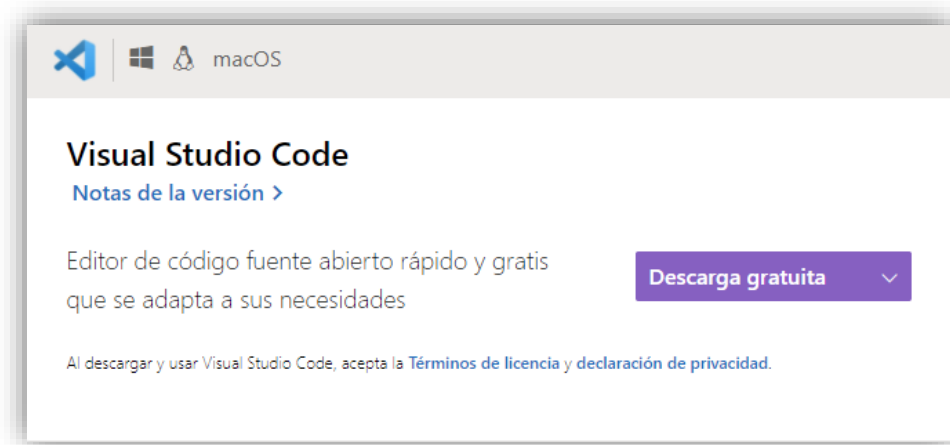 macOS
Visual Studio Code
Notas de la versión >
Editor de código fuente abierto rápido y gratis
que se adapta a sus necesidades
Descarga gratuita
Al descargar y usar Visual Studio Code, acepta la Términos de licencia y declaración de privacidad.